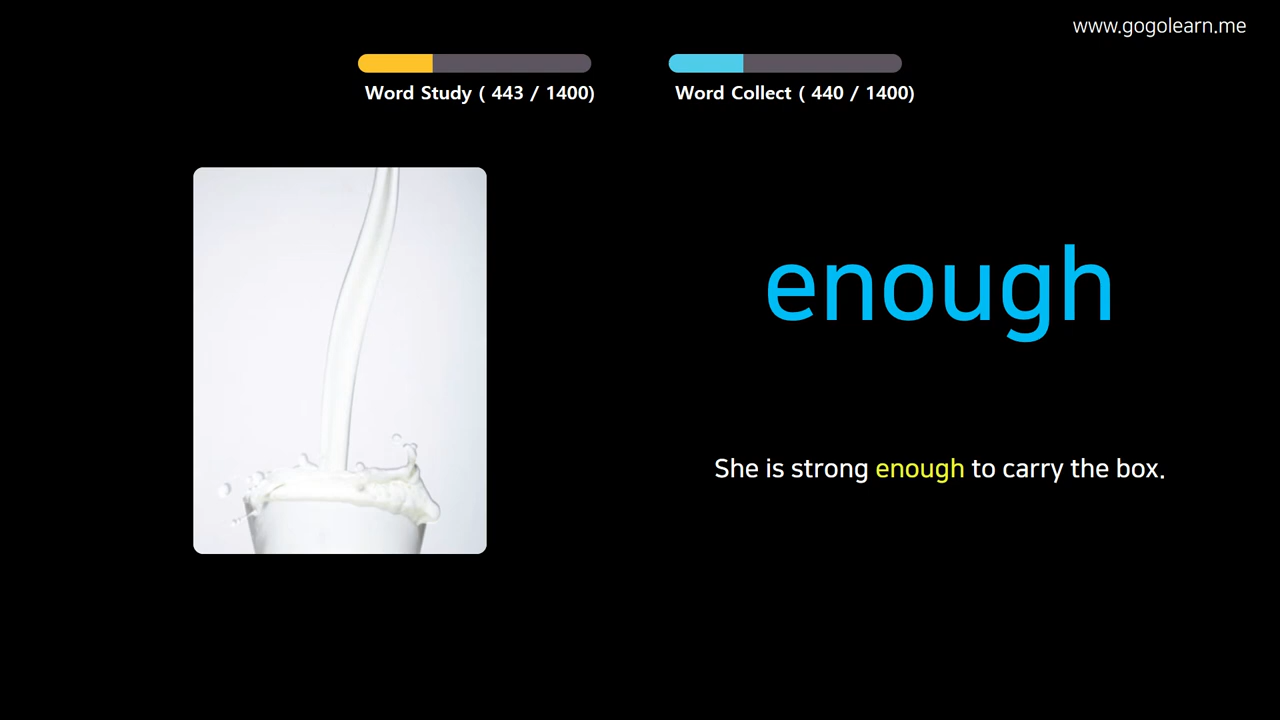 www.gogolearn.me
Word Study ( 443 / 1400)
Word Collect ( 440 / 1400)
enough
She is strong enough to carry the box.